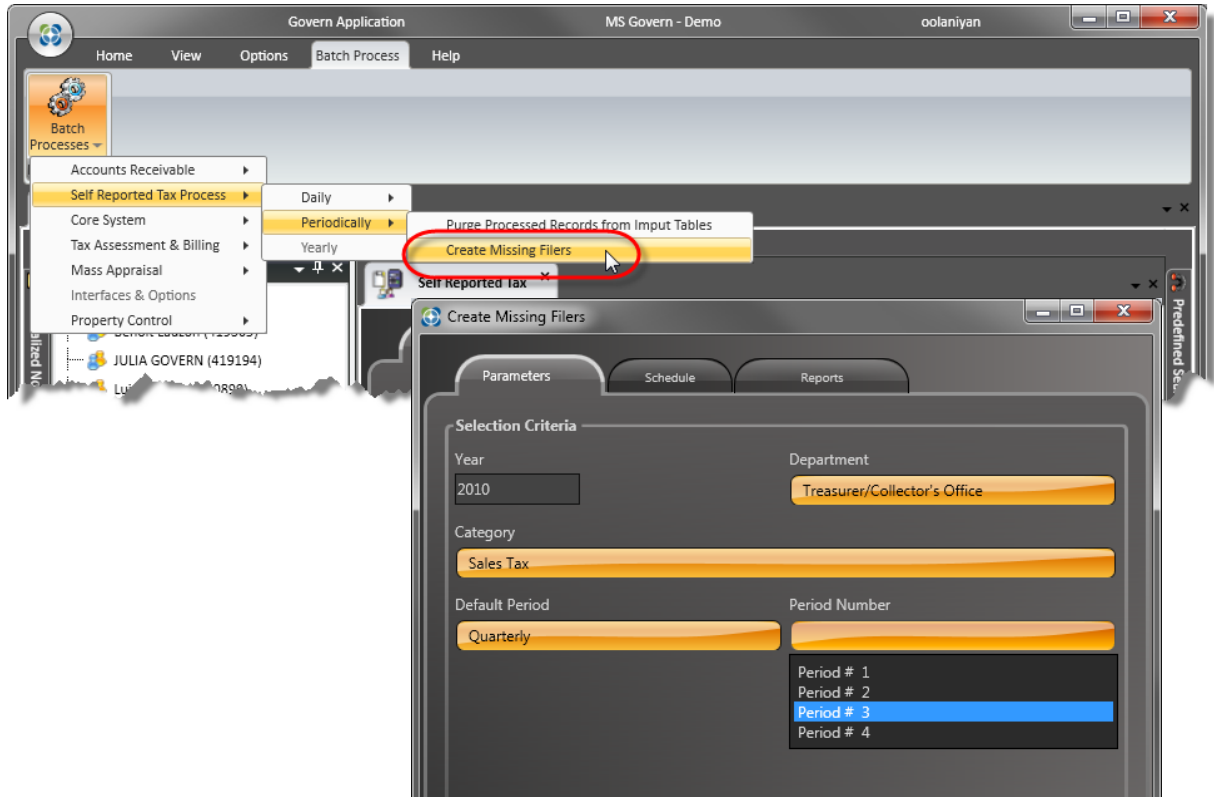 Govern Application MS Govern - Demo oolaniyan
Home View Options Batch Process Help
Batch
Processes
Accounts Receivable
Self Reported Tax Process
Core System
Tax Assessment & Billing
Mass Appraisal
Interfaces & Options
Property Control
Daily
Periodically
Yearly
Purge Processed Records from Imput Tables
Create Missing Filers
JULIA GOVERN (419194)
Self Reported Tax
Predefined
Create Missing Filers
Parameters Schedule Reports
Selection Criteria
Year Department
2010 Treasurer/Collector's Office
Category
Sales Tax
Default Period Period Number
Quarterly
Period # 1
Period # 2
Period # 3
Period # 4